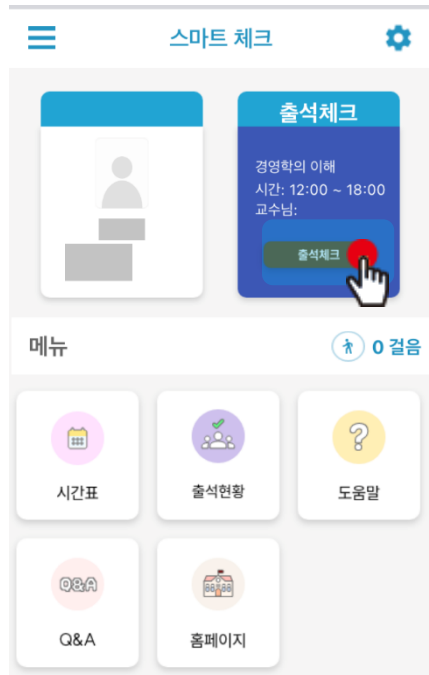 스마트 체크
출석체크
경영학의 이해
시간: 12:00 ~ 18:00
교수님:
출석체크
메뉴
0 걸음
시간표
출석현황
도움말
Q&A
Q&A
홈페이지